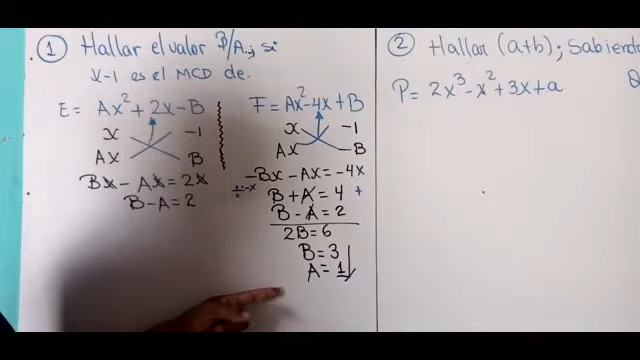 ① Hallar el valor B/A; si
x-1 es el MCD de.
E = Ax² + 2x - B
x -1
Ax B
Bx - Ax = 2x
B - A = 2
F = Ax² - 4x + B
x -1
Ax -B
-Bx - Ax = -4x
÷ -x
B + A = 4 +
B - A = 2
2B = 6
B = 3
A = 1
② Hallar (a+b); Sabiendo
P = 2x³ - x² + 3x + a
Q